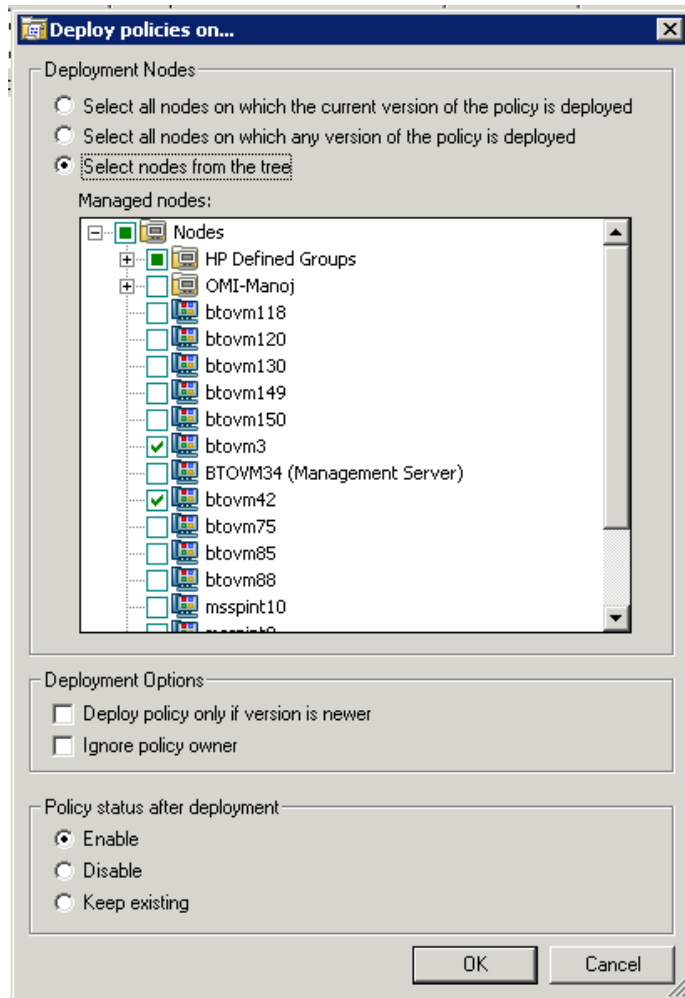 Deploy policies on...
Deployment Nodes
Select all nodes on which the current version of the policy is deployed
Select all nodes on which any version of the policy is deployed
Select nodes from the tree
Managed nodes:
Nodes
HP Defined Groups
OMI-Manoj
btovm118
btovm120
btovm130
btovm149
btovm150
btovm3
BTOVM34 (Management Server)
btovm42
btovm75
btovm85
btovm88
msspint10
Deployment Options
Deploy policy only if version is newer
Ignore policy owner
Policy status after deployment
Enable
Disable
Keep existing
OK Cancel